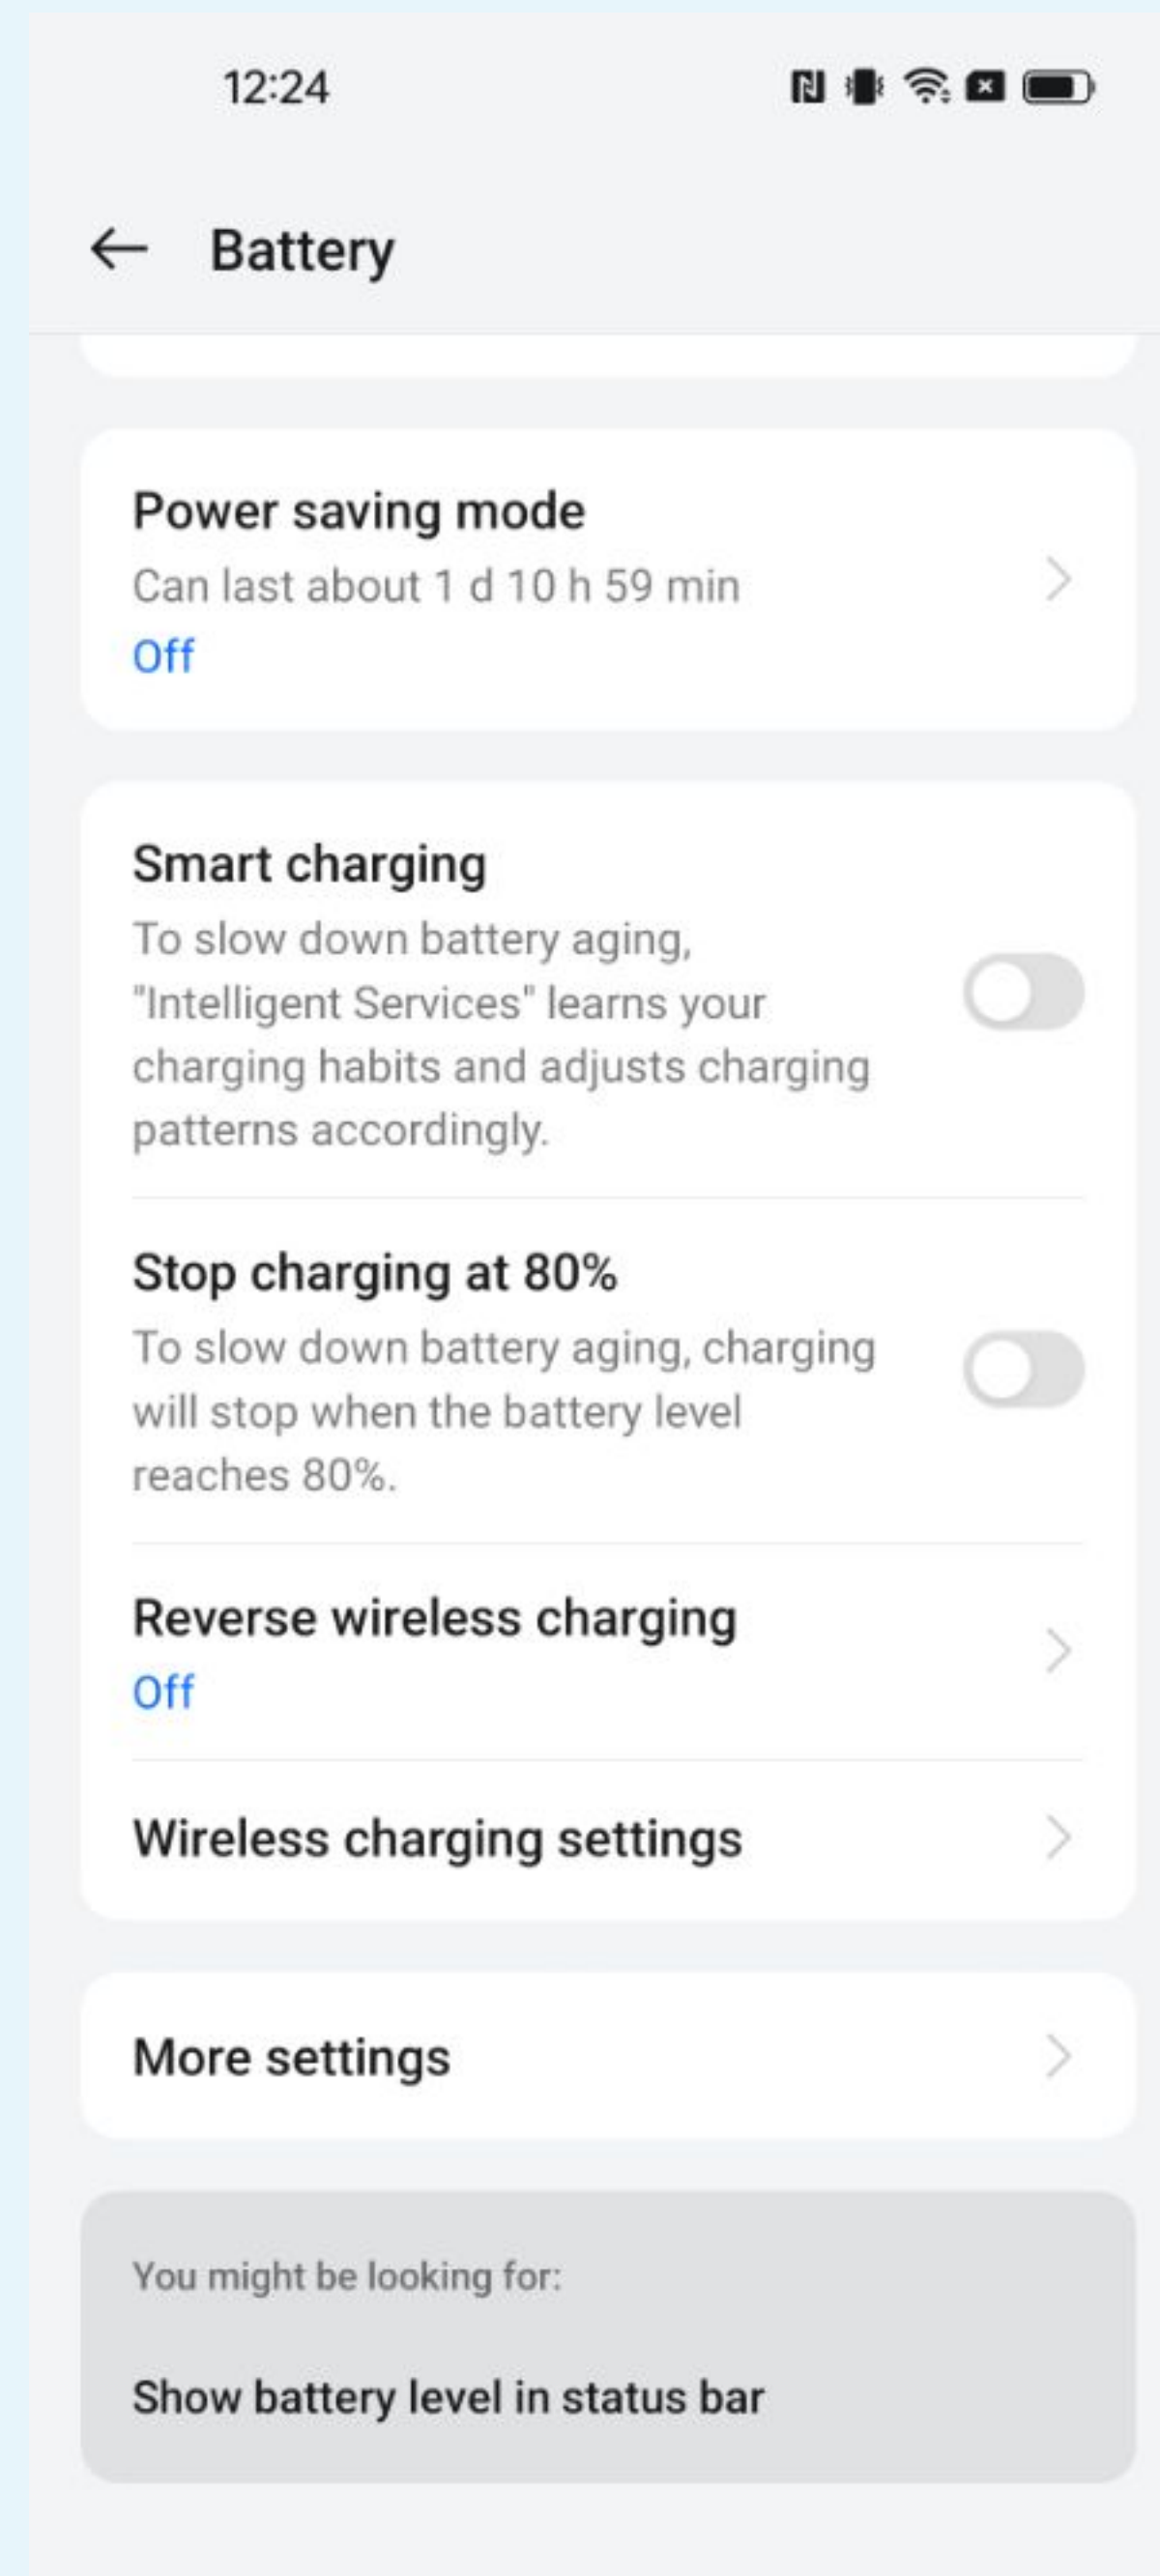 12:24
Battery
Power saving mode
Can last about 1 d 10 h 59 min
Off
Smart charging
To slow down battery aging,
"Intelligent Services" learns your
charging habits and adjusts charging
patterns accordingly.
Stop charging at 80%
To slow down battery aging, charging
will stop when the battery level
reaches 80%.
Reverse wireless charging
Off
Wireless charging settings
More settings
You might be looking for:
Show battery level in status bar